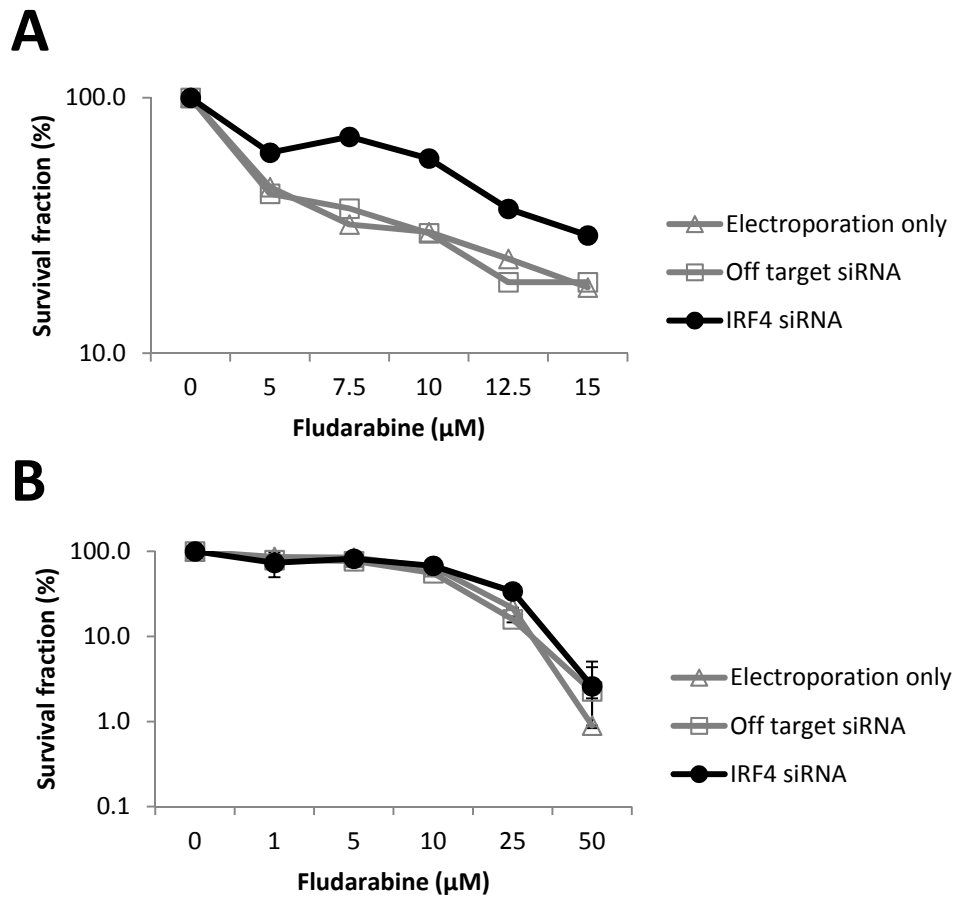 A
Survival fraction (%)
100.0
10.0
0 5 7.5 10 12.5 15
Fludarabine (µM)
Electroporation only
Off target siRNA
IRF4 siRNA
B
Survival fraction (%)
100.0
10.0
1.0
0.1
0 1 5 10 25 50
Fludarabine (µM)
Electroporation only
Off target siRNA
IRF4 siRNA